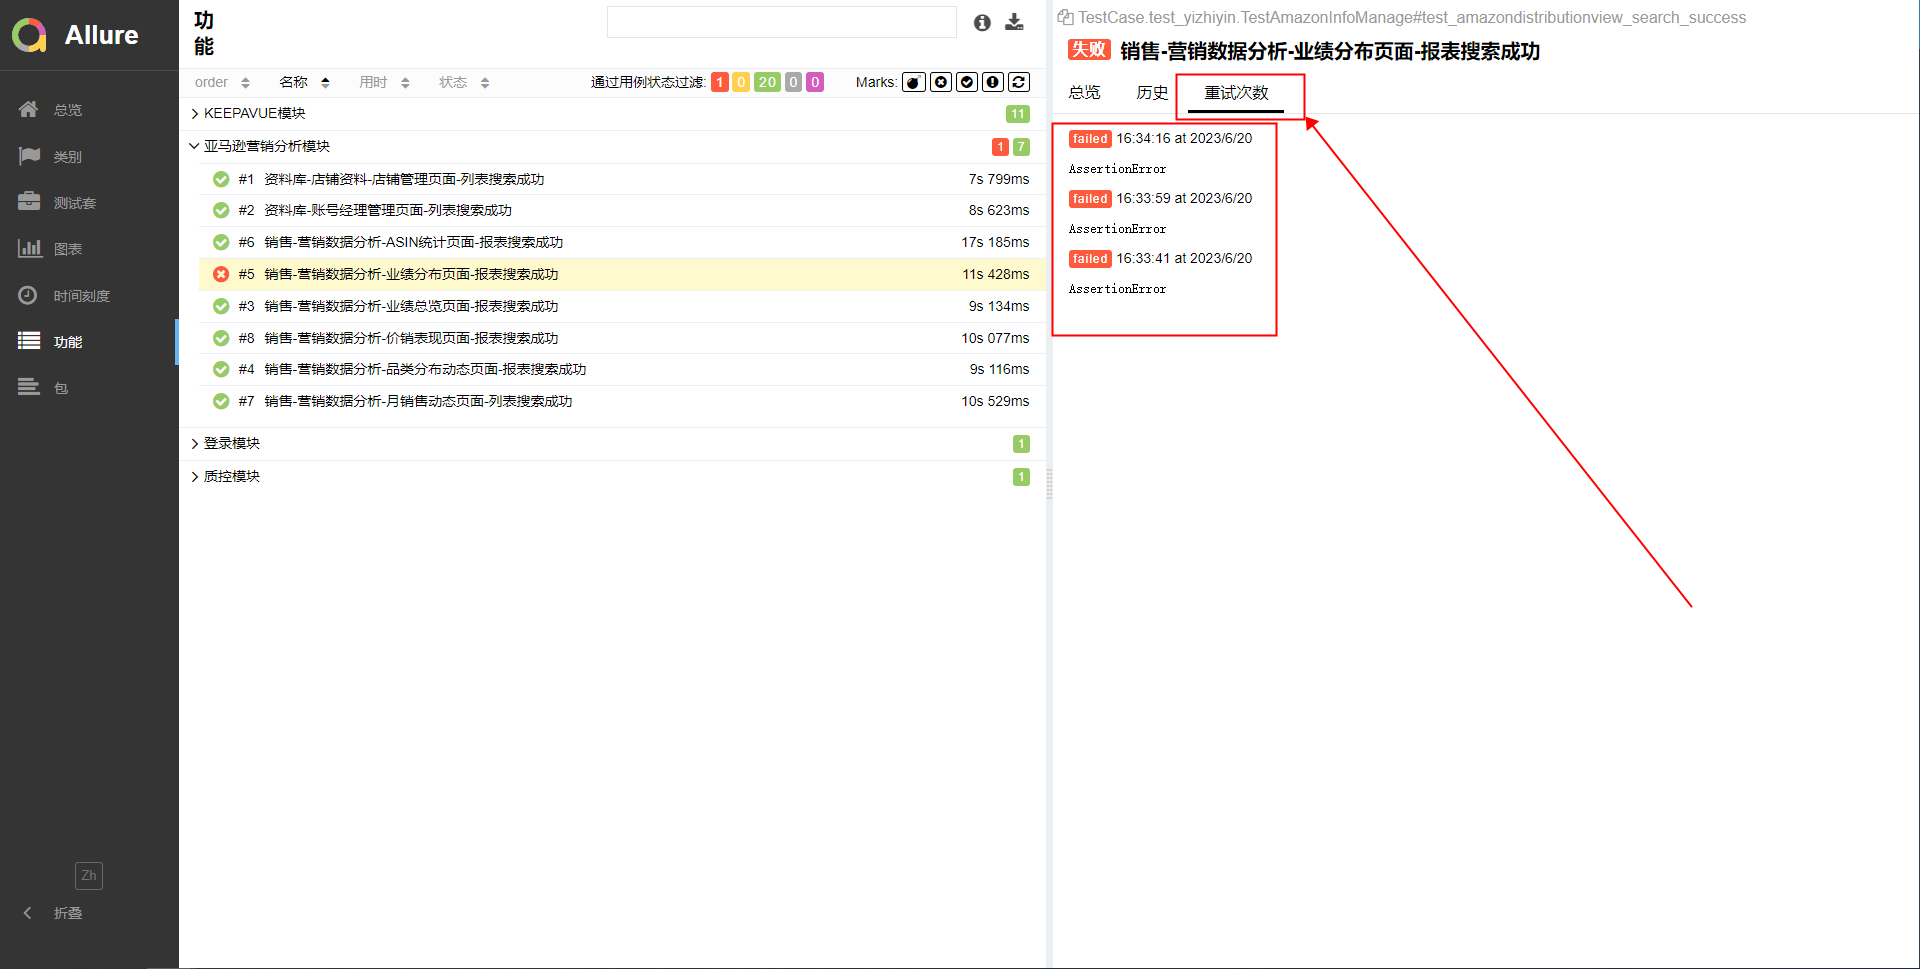 Allure
总览
类别
测试套
图表
时间刻度
功能
包
Zh
折叠
功
能
order 名称 用时 状态 通过用例状态过滤: 1 0 20 0 0 Marks:
KEEPAVUE模块 11
亚马逊营销分析模块 1 7
#1 资料库-店铺资料-店铺管理页面-列表搜索成功 7s 799ms
#2 资料库-账号经理管理页面-列表搜索成功 8s 623ms
#6 销售-营销数据分析-ASIN统计页面-报表搜索成功 17s 185ms
#5 销售-营销数据分析-业绩分布页面-报表搜索成功 11s 428ms
#3 销售-营销数据分析-业绩总览页面-报表搜索成功 9s 134ms
#8 销售-营销数据分析-价销表现页面-报表搜索成功 10s 077ms
#4 销售-营销数据分析-品类分布动态页面-报表搜索成功 9s 116ms
#7 销售-营销数据分析-月销售动态页面-列表搜索成功 10s 529ms
登录模块 1
质控模块 1
TestCase.test_yizhiyin.TestAmazonInfoManage#test_amazondistributionview_search_success
失败 销售-营销数据分析-业绩分布页面-报表搜索成功
总览 历史 重试次数
failed 16:34:16 at 2023/6/20
AssertionError
failed 16:33:59 at 2023/6/20
AssertionError
failed 16:33:41 at 2023/6/20
AssertionError